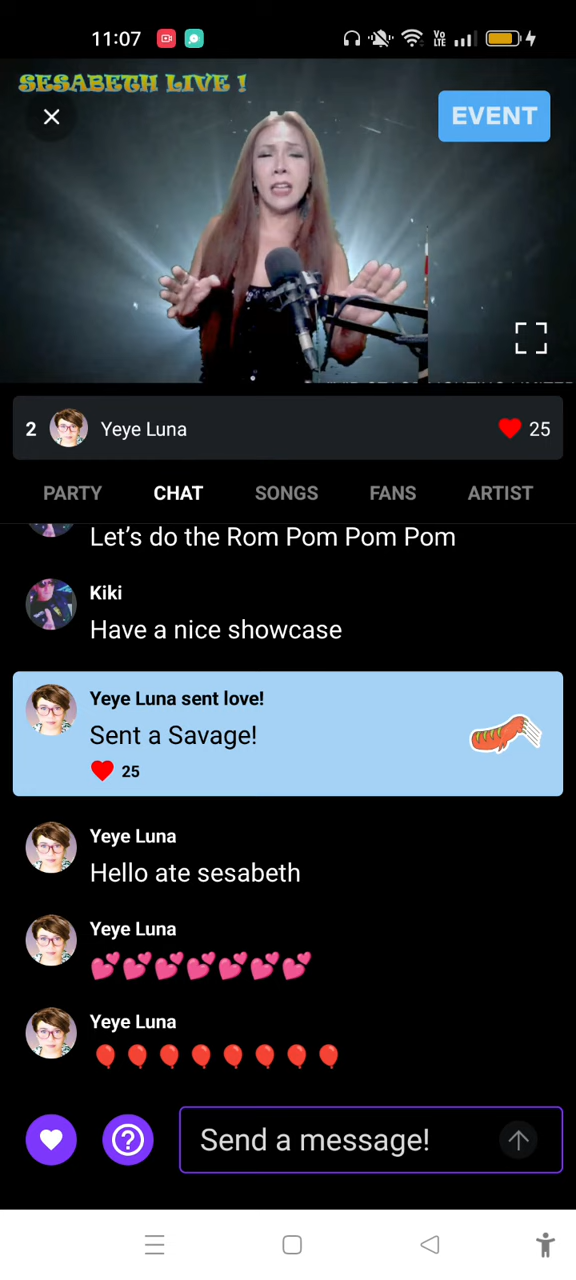 11:07
Vo
LTE
SESABETH LIVE !
EVENT
2 Yeye Luna 25
PARTY CHAT SONGS FANS ARTIST
Let’s do the Rom Pom Pom Pom
Kiki
Have a nice showcase
Yeye Luna sent love!
Sent a Savage!
25
Yeye Luna
Hello ate sesabeth
Yeye Luna
💕💕💕💕💕💕💕
Yeye Luna
🎈🎈🎈🎈🎈🎈🎈🎈
Send a message!